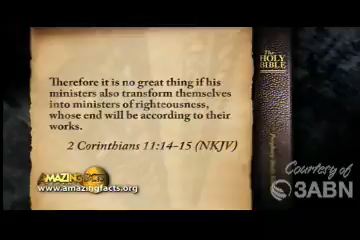 Therefore it is no great thing if his
ministers also transform themselves
into ministers of righteousness,
whose end will be according to their
works.
2 Corinthians 11:14-15 (NKJV)
The
HOLY
BIBLE
AMAZING FACTS
www.amazingfacts.org
Courtesy of
3ABN